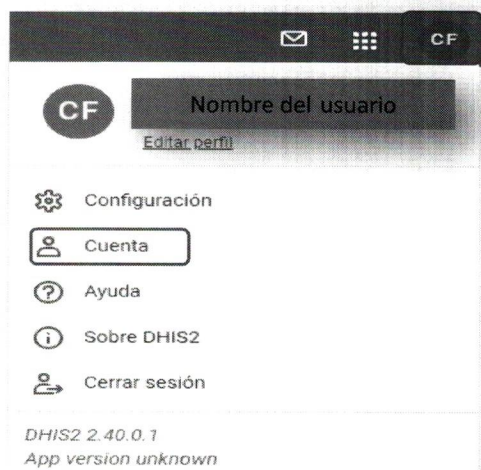 CF
CF
Nombre del usuario
Editar perfil
Configuración
Cuenta
Ayuda
Sobre DHIS2
Cerrar sesión
DHIS2 2.40.0.1
App version unknown